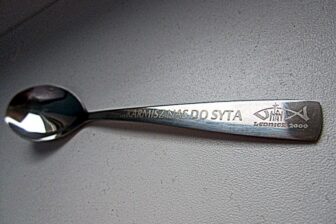 ...KARMISZ NAS DO SYTA
LEDNICA 2000